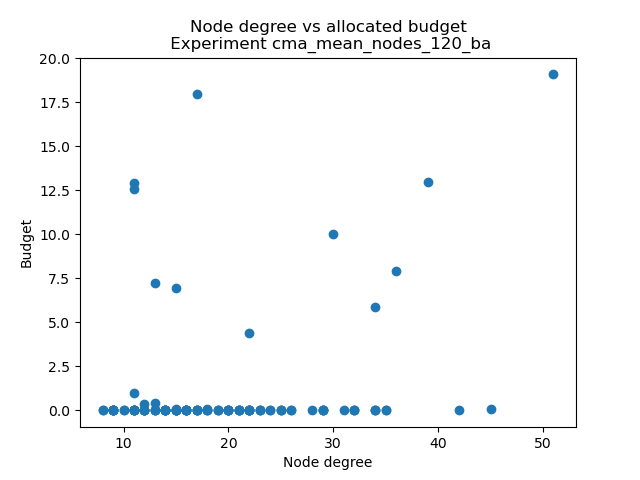 Node degree vs allocated budget
Experiment cma_mean_nodes_120_ba
20.0
17.5
15.0
12.5
10.0
7.5
5.0
2.5
0.0
Budget
10 20 30 40 50
Node degree